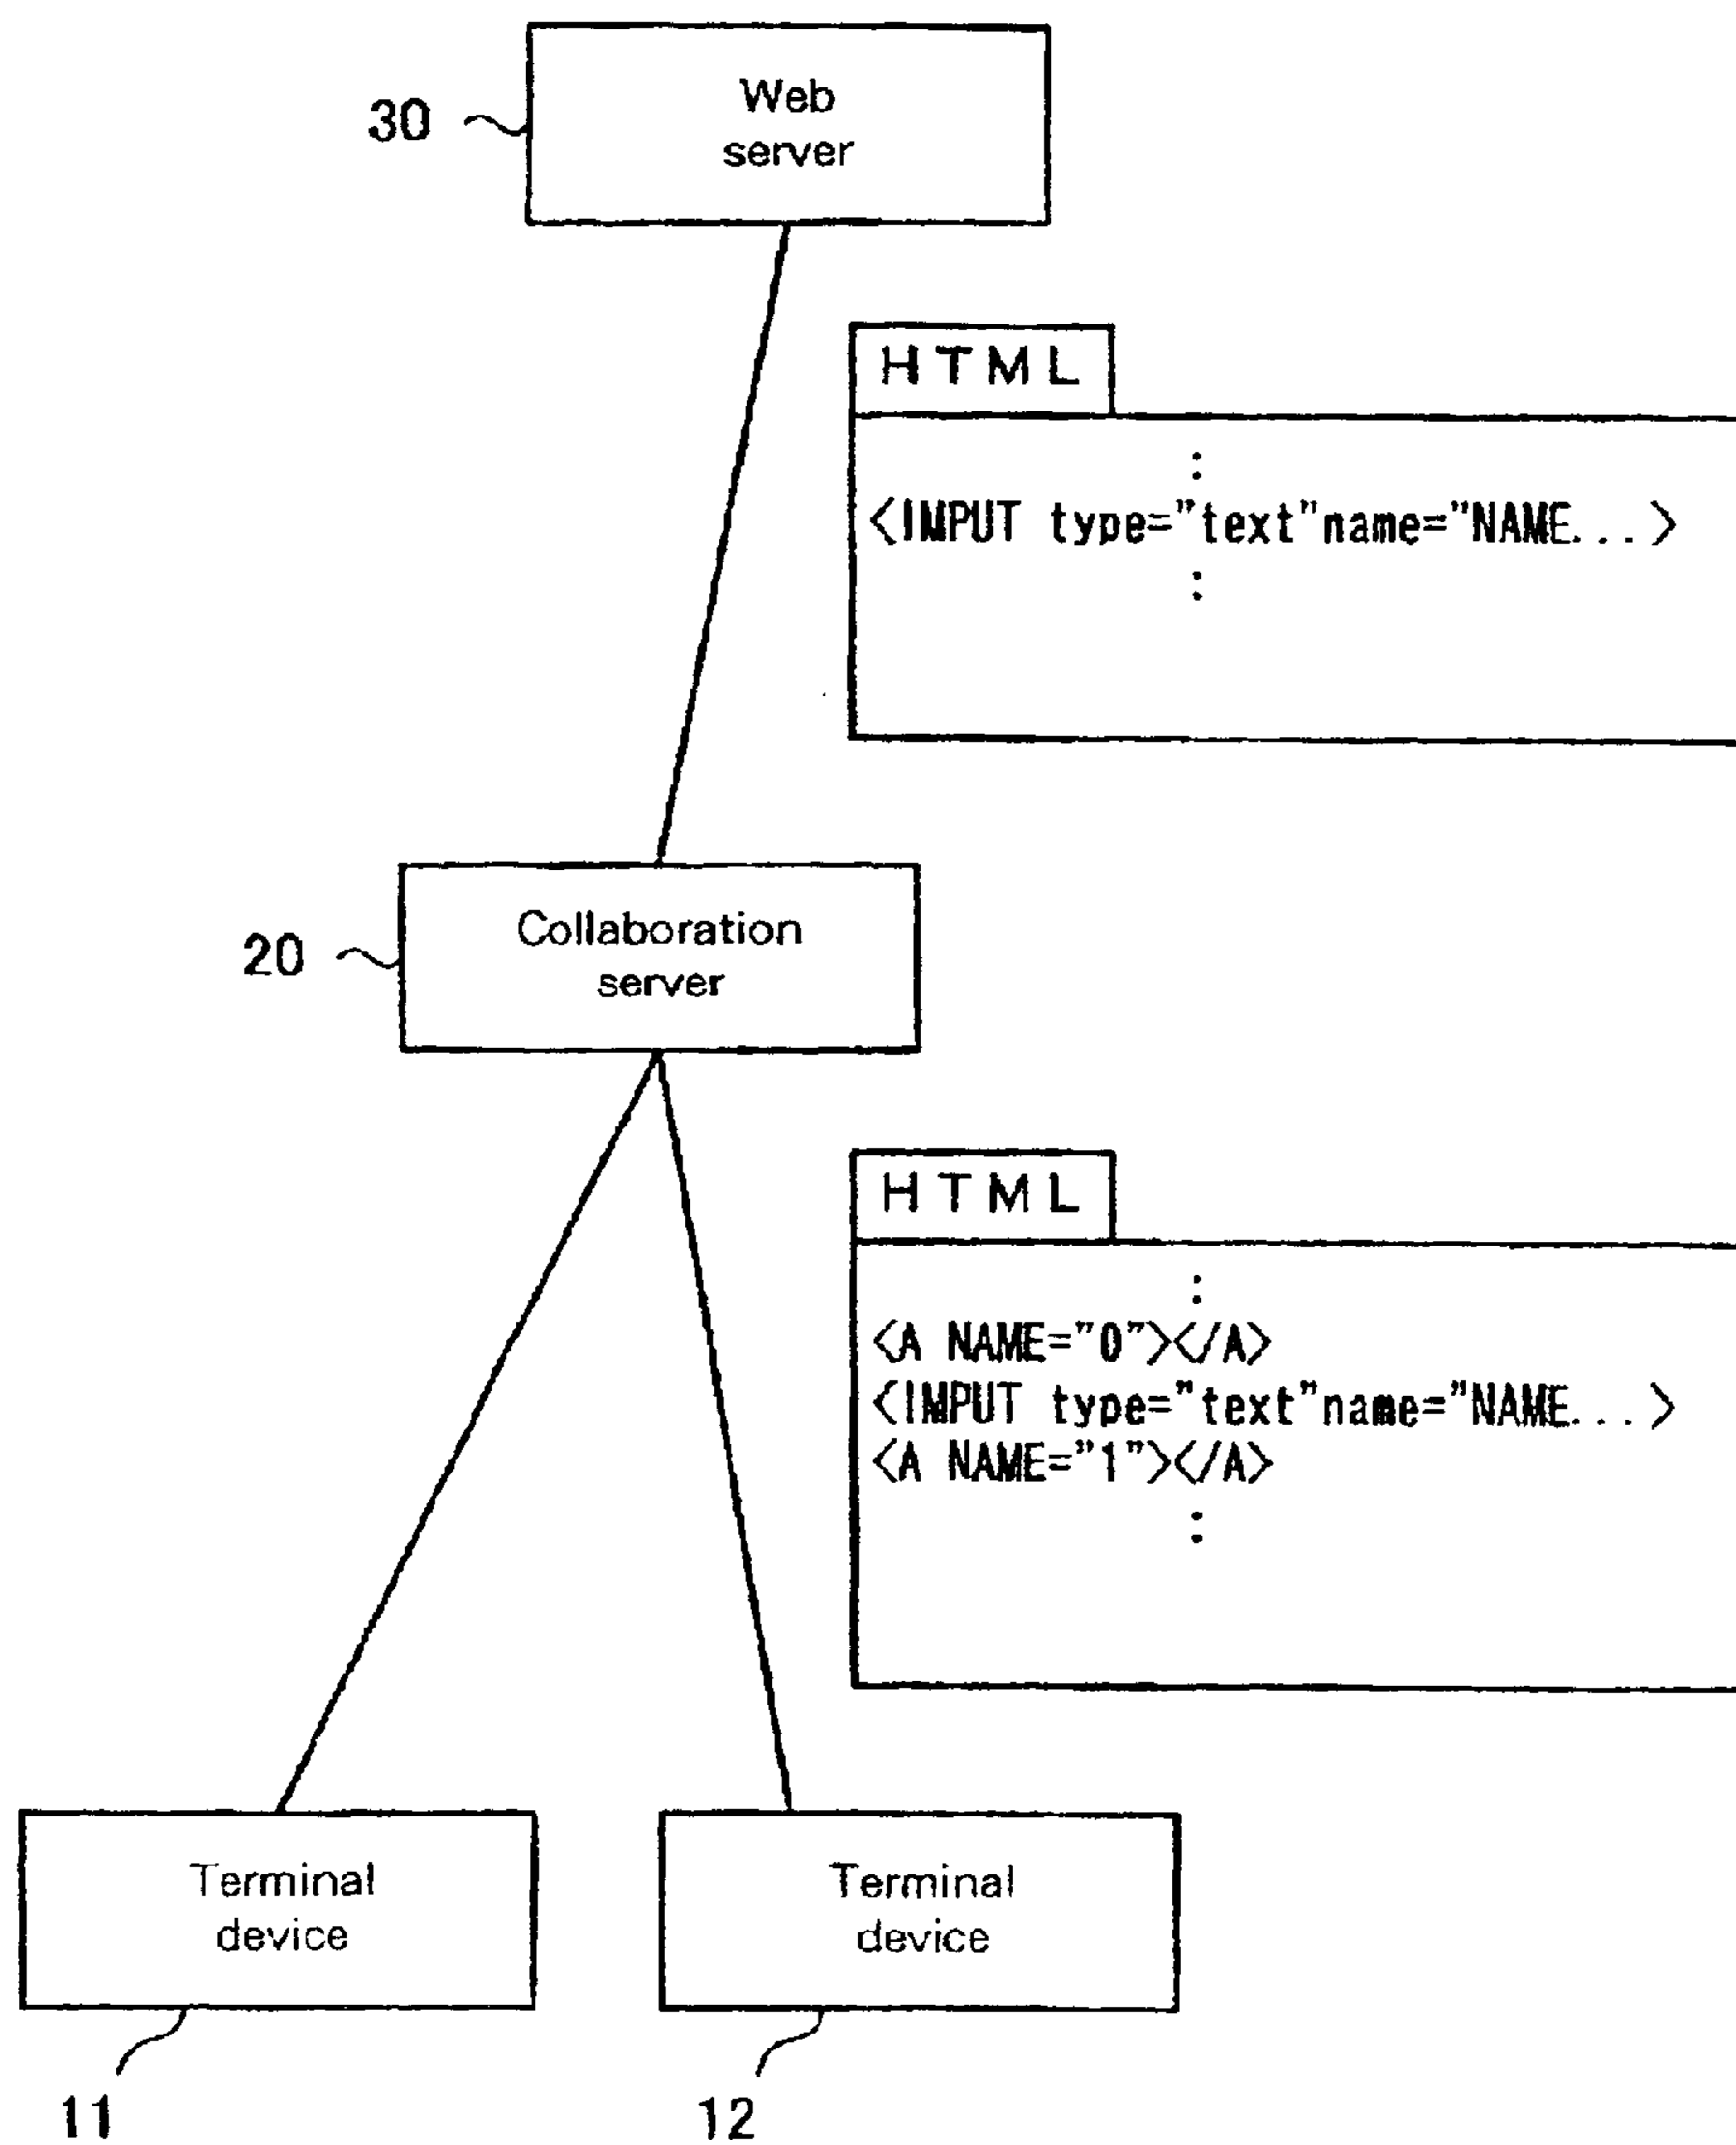 Web
server
30
HTML
:
<IMPUT type="text"name="NAME...>
:
Collaboration
server
20
HTML
:
<A NAME="0"></A>
<IMPUT type="text"name="NAME...>
<A NAME="1"></A>
:
Terminal
device
Terminal
device
11
12